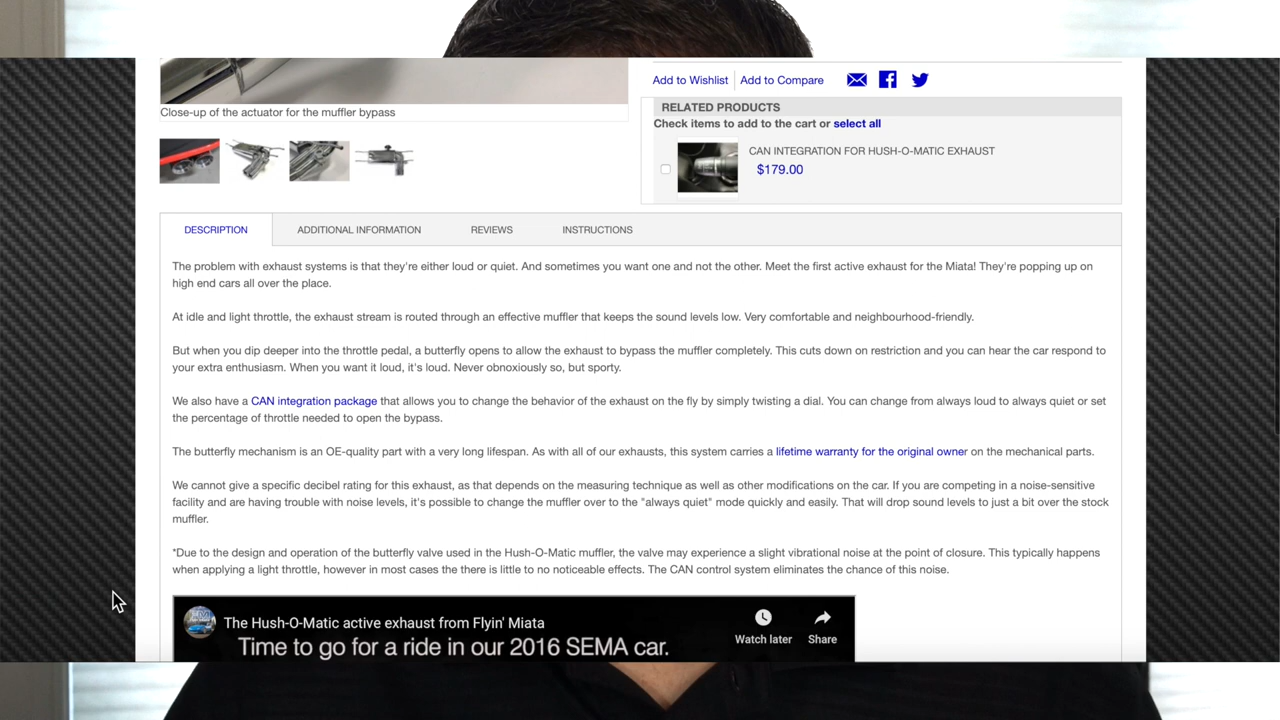 Add to Wishlist Add to Compare
Close-up of the actuator for the muffler bypass
RELATED PRODUCTS
Check items to add to the cart or select all
CAN INTEGRATION FOR HUSH-O-MATIC EXHAUST
$179.00
DESCRIPTION ADDITIONAL INFORMATION REVIEWS INSTRUCTIONS
The problem with exhaust systems is that they're either loud or quiet. And sometimes you want one and not the other. Meet the first active exhaust for the Miata! They're popping up on
high end cars all over the place.
At idle and light throttle, the exhaust stream is routed through an effective muffler that keeps the sound levels low. Very comfortable and neighbourhood-friendly.
But when you dip deeper into the throttle pedal, a butterfly opens to allow the exhaust to bypass the muffler completely. This cuts down on restriction and you can hear the car respond to
your extra enthusiasm. When you want it loud, it's loud. Never obnoxiously so, but sporty.
We also have a CAN integration package that allows you to change the behavior of the exhaust on the fly by simply twisting a dial. You can change from always loud to always quiet or set
the percentage of throttle needed to open the bypass.
The butterfly mechanism is an OE-quality part with a very long lifespan. As with all of our exhausts, this system carries a lifetime warranty for the original owner on the mechanical parts.
We cannot give a specific decibel rating for this exhaust, as that depends on the measuring technique as well as other modifications on the car. If you are competing in a noise-sensitive
facility and are having trouble with noise levels, it's possible to change the muffler over to the "always quiet" mode quickly and easily. That will drop sound levels to just a bit over the stock
muffler.
*Due to the design and operation of the butterfly valve used in the Hush-O-Matic muffler, the valve may experience a slight vibrational noise at the point of closure. This typically happens
when applying a light throttle, however in most cases the there is little to no noticeable effects. The CAN control system eliminates the chance of this noise.
The Hush-O-Matic active exhaust from Flyin' Miata
Watch later Share
Time to go for a ride in our 2016 SEMA car.